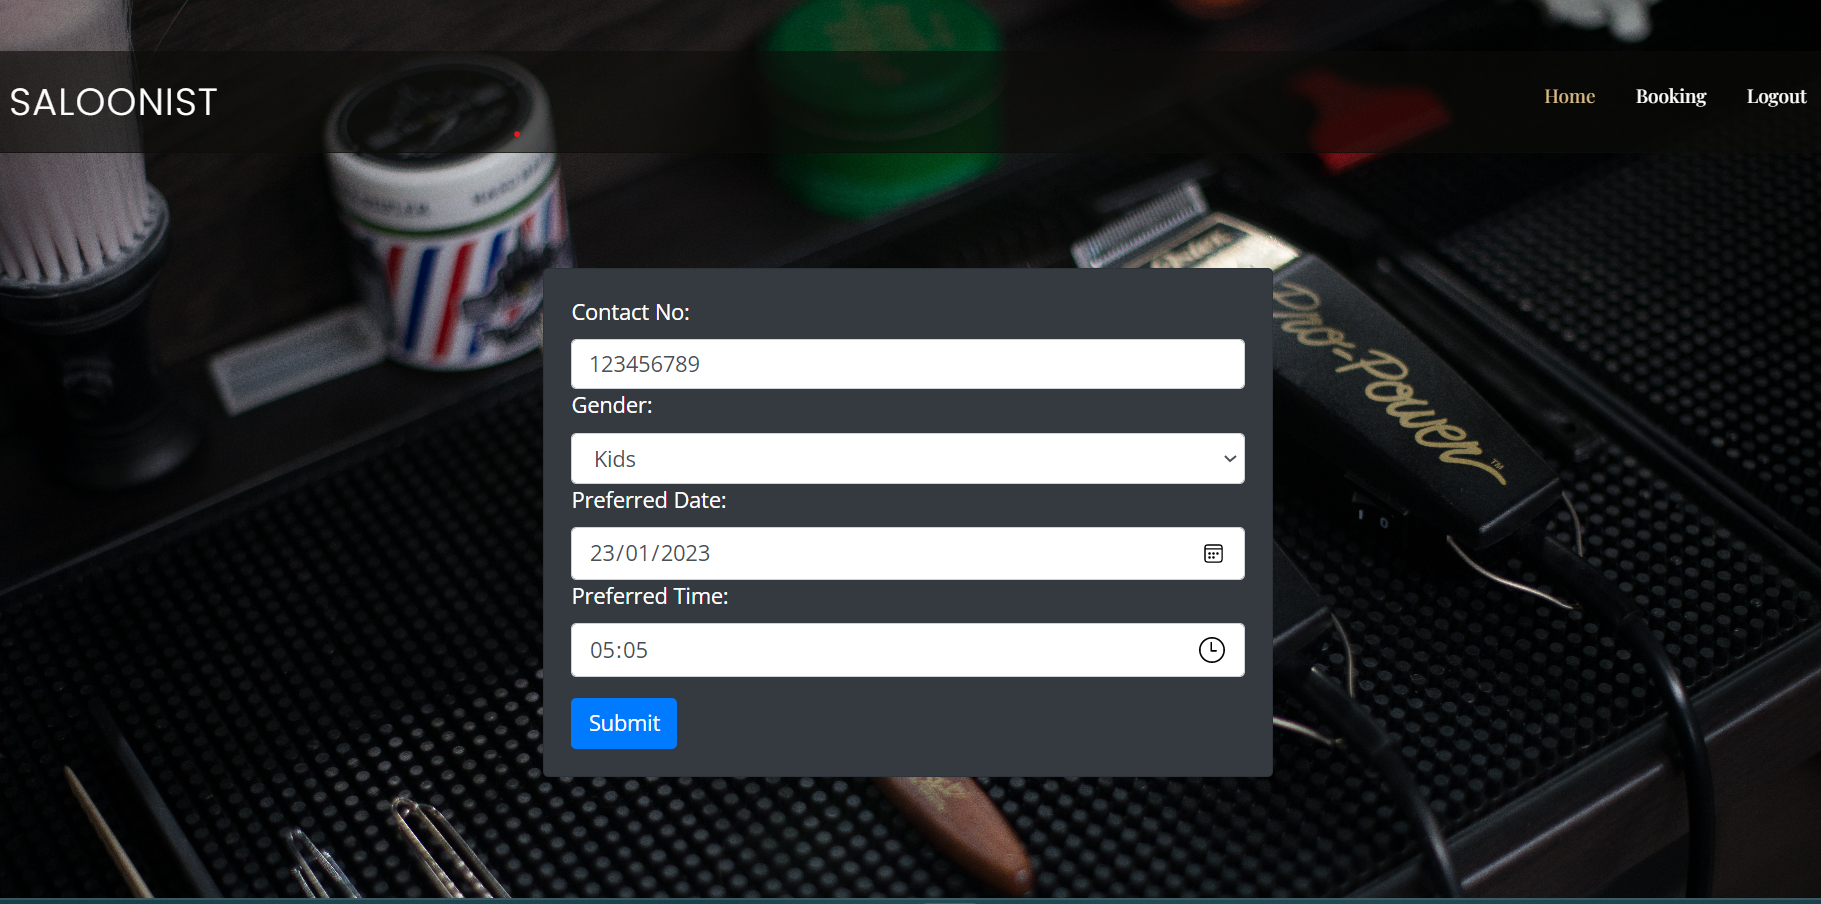 SALOONIST
Home Booking Logout
Contact No:
123456789
Gender:
Kids
Preferred Date:
23/01/2023
Preferred Time:
05:05
Submit
Pro-Power
TM